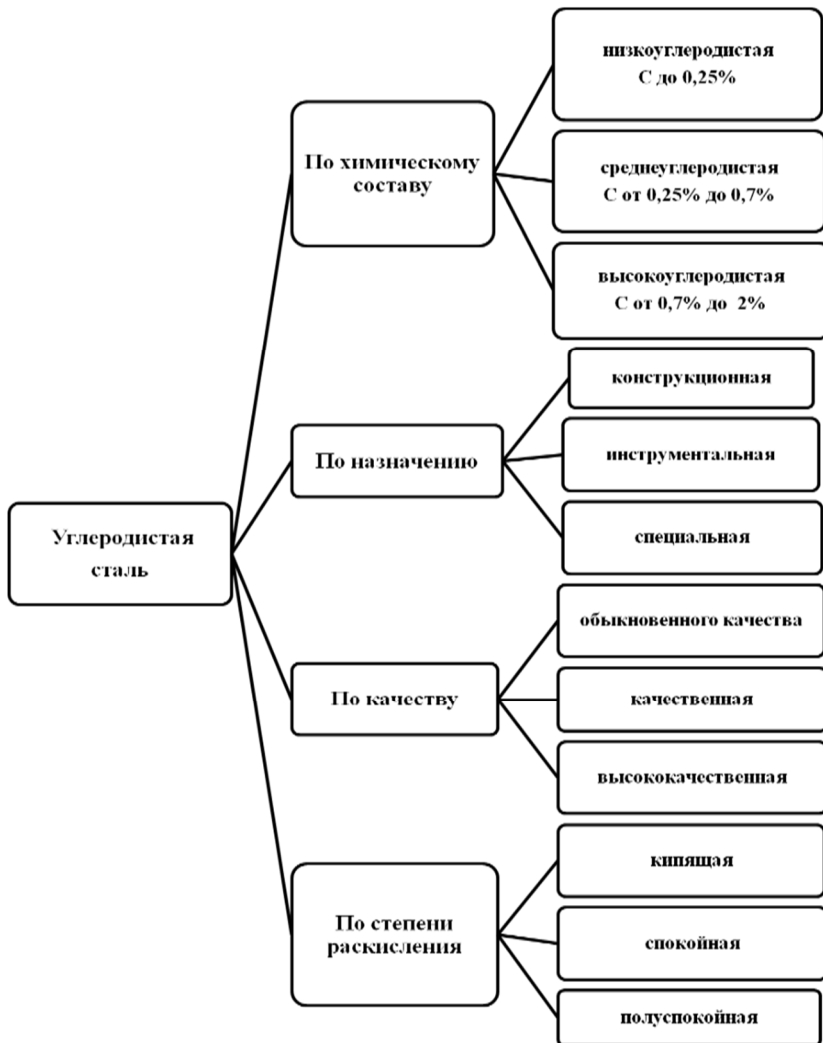 Углеродистая
сталь
По химическому
составу
низкоуглеродистая
С до 0,25%
среднеуглеродистая
С от 0,25% до 0,7%
высокоуглеродистая
С от 0,7% до 2%
По назначению
конструкционная
инструментальная
специальная
По качеству
обыкновенного качества
качественная
высококачественная
По степени
раскисления
кипящая
спокойная
полуспокойная